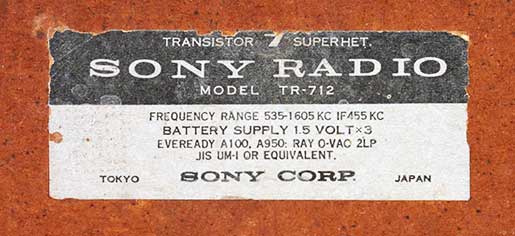 TRANSISTOR 7 SUPERHET.
SONY RADIO
MODEL TR-712
FREQUENCY RANGE 535-1605 KC IF455 KC
BATTERY SUPPLY 1.5 VOLT×3
EVEREADY A100, A950: RAY O-VAC 2LP
JIS UM-1 OR EQUIVALENT.
TOKYO SONY CORP. JAPAN